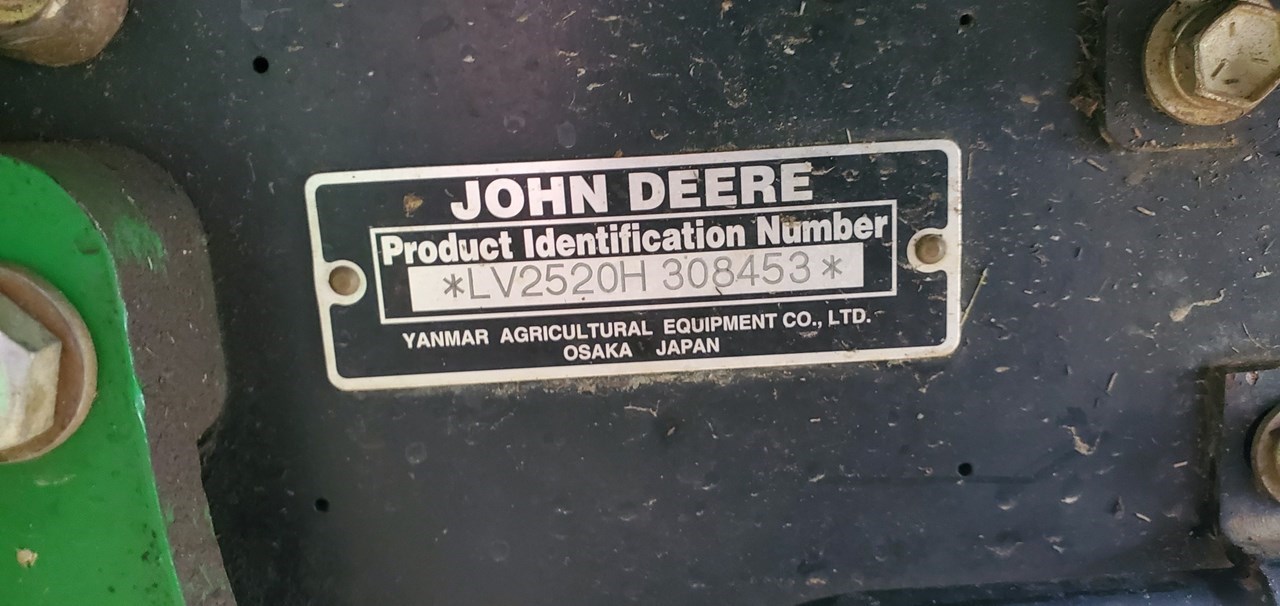 JOHN DEERE
Product Identification Number
*LV2520H 308453*
YANMAR AGRICULTURAL EQUIPMENT CO., LTD.
OSAKA JAPAN